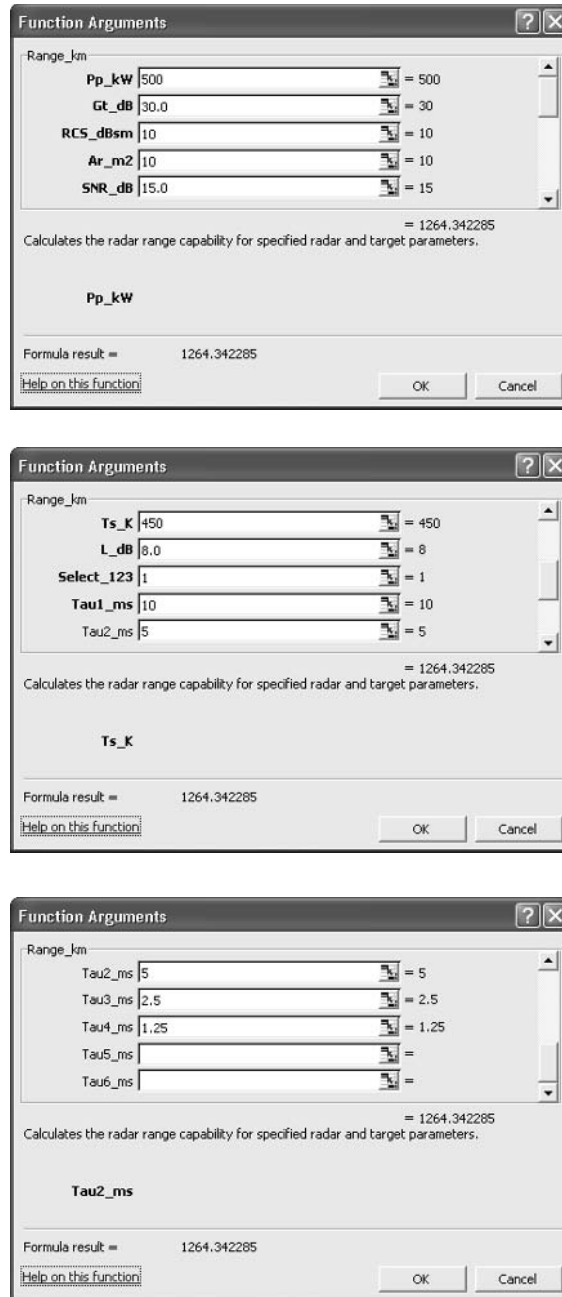 Function Arguments
Range_km
Pp_kW 500 = 500
Gt_dB 30.0 = 30
RCS_dBsm 10 = 10
Ar_m2 10 = 10
SNR_dB 15.0 = 15
= 1264.342285
Calculates the radar range capability for specified radar and target parameters.
Pp_kW
Formula result = 1264.342285
Help on this function OK Cancel
Function Arguments
Range_km
Ts_K 450 = 450
L_dB 8.0 = 8
Select_123 1 = 1
Tau1_ms 10 = 10
Tau2_ms 5 = 5
= 1264.342285
Calculates the radar range capability for specified radar and target parameters.
Ts_K
Formula result = 1264.342285
Help on this function OK Cancel
Function Arguments
Range_km
Tau2_ms 5 = 5
Tau3_ms 2.5 = 2.5
Tau4_ms 1.25 = 1.25
Tau5_ms =
Tau6_ms =
= 1264.342285
Calculates the radar range capability for specified radar and target parameters.
Tau2_ms
Formula result = 1264.342285
Help on this function OK Cancel